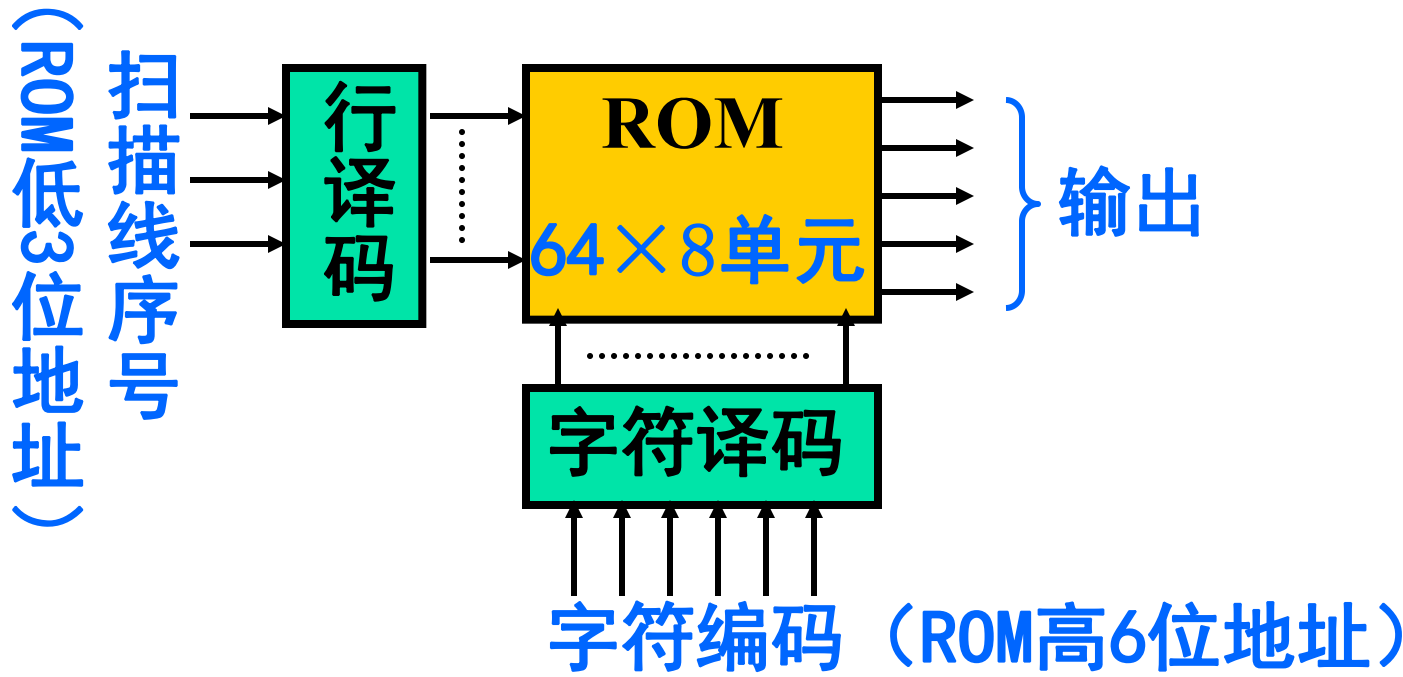 （ROM低3位地址）
扫描线序号
行译码
ROM
64×8单元
输出
字符译码
字符编码（ROM高6位地址）